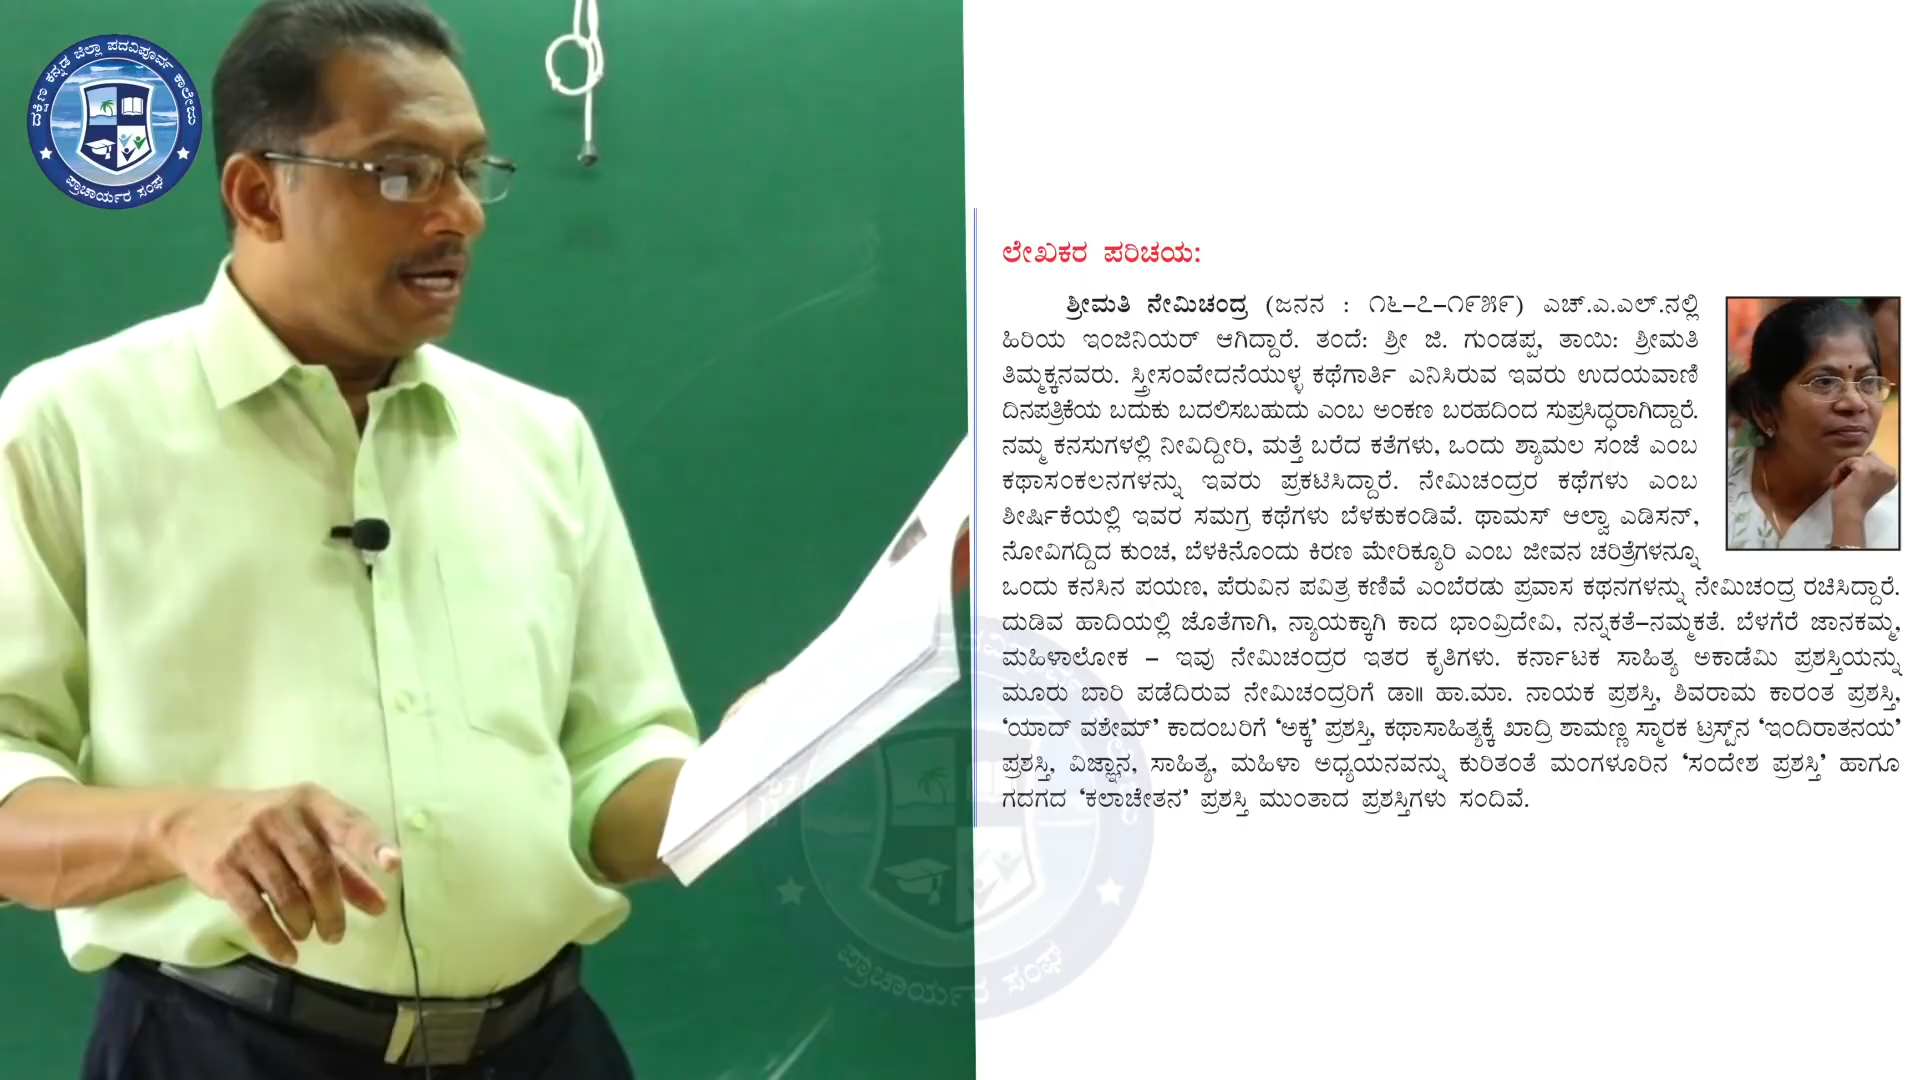 ದಕ್ಷಿಣ ಕನ್ನಡ ಜಿಲ್ಲಾ ಪದವಿಪೂರ್ವ ಕಾಲೇಜು
ಪ್ರಾಚಾರ್ಯರ ಸಂಘ
ಲೇಖಕರ ಪರಿಚಯ:
ಶ್ರೀಮತಿ ನೇಮಿಚಂದ್ರ (ಜನನ : ೧೬–೭–೧೯೫೯) ಎಚ್.ಎ.ಎಲ್.ನಲ್ಲಿ
ಹಿರಿಯ ಇಂಜಿನಿಯರ್ ಆಗಿದ್ದಾರೆ. ತಂದೆ: ಶ್ರೀ ಜಿ. ಗುಂಡಪ್ಪ, ತಾಯಿ: ಶ್ರೀಮತಿ
ತಿಮ್ಮಕ್ಕನವರು. ಸ್ತ್ರೀಸಂವೇದನೆಯುಳ್ಳ ಕಥೆಗಾರ್ತಿ ಎನಿಸಿರುವ ಇವರು ಉದಯವಾಣಿ
ದಿನಪತ್ರಿಕೆಯ ಬದುಕು ಬದಲಿಸಬಹುದು ಎಂಬ ಅಂಕಣ ಬರಹದಿಂದ ಸುಪ್ರಸಿದ್ಧರಾಗಿದ್ದಾರೆ.
ನಮ್ಮ ಕನಸುಗಳಲ್ಲಿ ನೀವಿದ್ದೀರಿ, ಮತ್ತೆ ಬರೆದ ಕತೆಗಳು, ಒಂದು ಶ್ಯಾಮಲ ಸಂಜೆ ಎಂಬ
ಕಥಾಸಂಕಲನಗಳನ್ನು ಇವರು ಪ್ರಕಟಿಸಿದ್ದಾರೆ. ನೇಮಿಚಂದ್ರರ ಕಥೆಗಳು ಎಂಬ
ಶೀರ್ಷಿಕೆಯಲ್ಲಿ ಇವರ ಸಮಗ್ರ ಕಥೆಗಳು ಬೆಳಕುಕಂಡಿವೆ. ಥಾಮಸ್ ಆಲ್ವಾ ಎಡಿಸನ್,
ನೋವಿಗದ್ದಿದ ಕುಂಚ, ಬೆಳಕಿನೊಂದು ಕಿರಣ ಮೇರಿಕ್ಯೂರಿ ಎಂಬ ಜೀವನ ಚರಿತ್ರೆಗಳನ್ನೂ
ಒಂದು ಕನಸಿನ ಪಯಣ, ಪೆರುವಿನ ಪವಿತ್ರ ಕಣಿವೆ ಎಂಬೆರಡು ಪ್ರವಾಸ ಕಥನಗಳನ್ನು ನೇಮಿಚಂದ್ರ ರಚಿಸಿದ್ದಾರೆ.
ದುಡಿವ ಹಾದಿಯಲ್ಲಿ ಜೊತೆಗಾಗಿ, ನ್ಯಾಯಕ್ಕಾಗಿ ಕಾದ ಭಾಂವ್ರಿದೇವಿ, ನನ್ನಕತೆ–ನಮ್ಮಕತೆ. ಬೆಳಗೆರೆ ಜಾನಕಮ್ಮ,
ಮಹಿಳಾಲೋಕ – ಇವು ನೇಮಿಚಂದ್ರರ ಇತರ ಕೃತಿಗಳು. ಕರ್ನಾಟಕ ಸಾಹಿತ್ಯ ಅಕಾಡೆಮಿ ಪ್ರಶಸ್ತಿಯನ್ನು
ಮೂರು ಬಾರಿ ಪಡೆದಿರುವ ನೇಮಿಚಂದ್ರರಿಗೆ ಡಾ॥ ಹಾ.ಮಾ. ನಾಯಕ ಪ್ರಶಸ್ತಿ, ಶಿವರಾಮ ಕಾರಂತ ಪ್ರಶಸ್ತಿ,
‘ಯಾದ್ ವಶೇಮ್’ ಕಾದಂಬರಿಗೆ ‘ಅಕ್ಕ’ ಪ್ರಶಸ್ತಿ, ಕಥಾಸಾಹಿತ್ಯಕ್ಕೆ ಖಾದ್ರಿ ಶಾಮಣ್ಣ ಸ್ಮಾರಕ ಟ್ರಸ್ಟ್‌ನ ‘ಇಂದಿರಾತನಯ’
ಪ್ರಶಸ್ತಿ, ವಿಜ್ಞಾನ, ಸಾಹಿತ್ಯ, ಮಹಿಳಾ ಅಧ್ಯಯನವನ್ನು ಕುರಿತಂತೆ ಮಂಗಳೂರಿನ ‘ಸಂದೇಶ ಪ್ರಶಸ್ತಿ’ ಹಾಗೂ
ಗದಗದ ‘ಕಲಾಚೇತನ’ ಪ್ರಶಸ್ತಿ ಮುಂತಾದ ಪ್ರಶಸ್ತಿಗಳು ಸಂದಿವೆ.
ಪ್ರಾಚಾರ್ಯರ ಸಂಘ